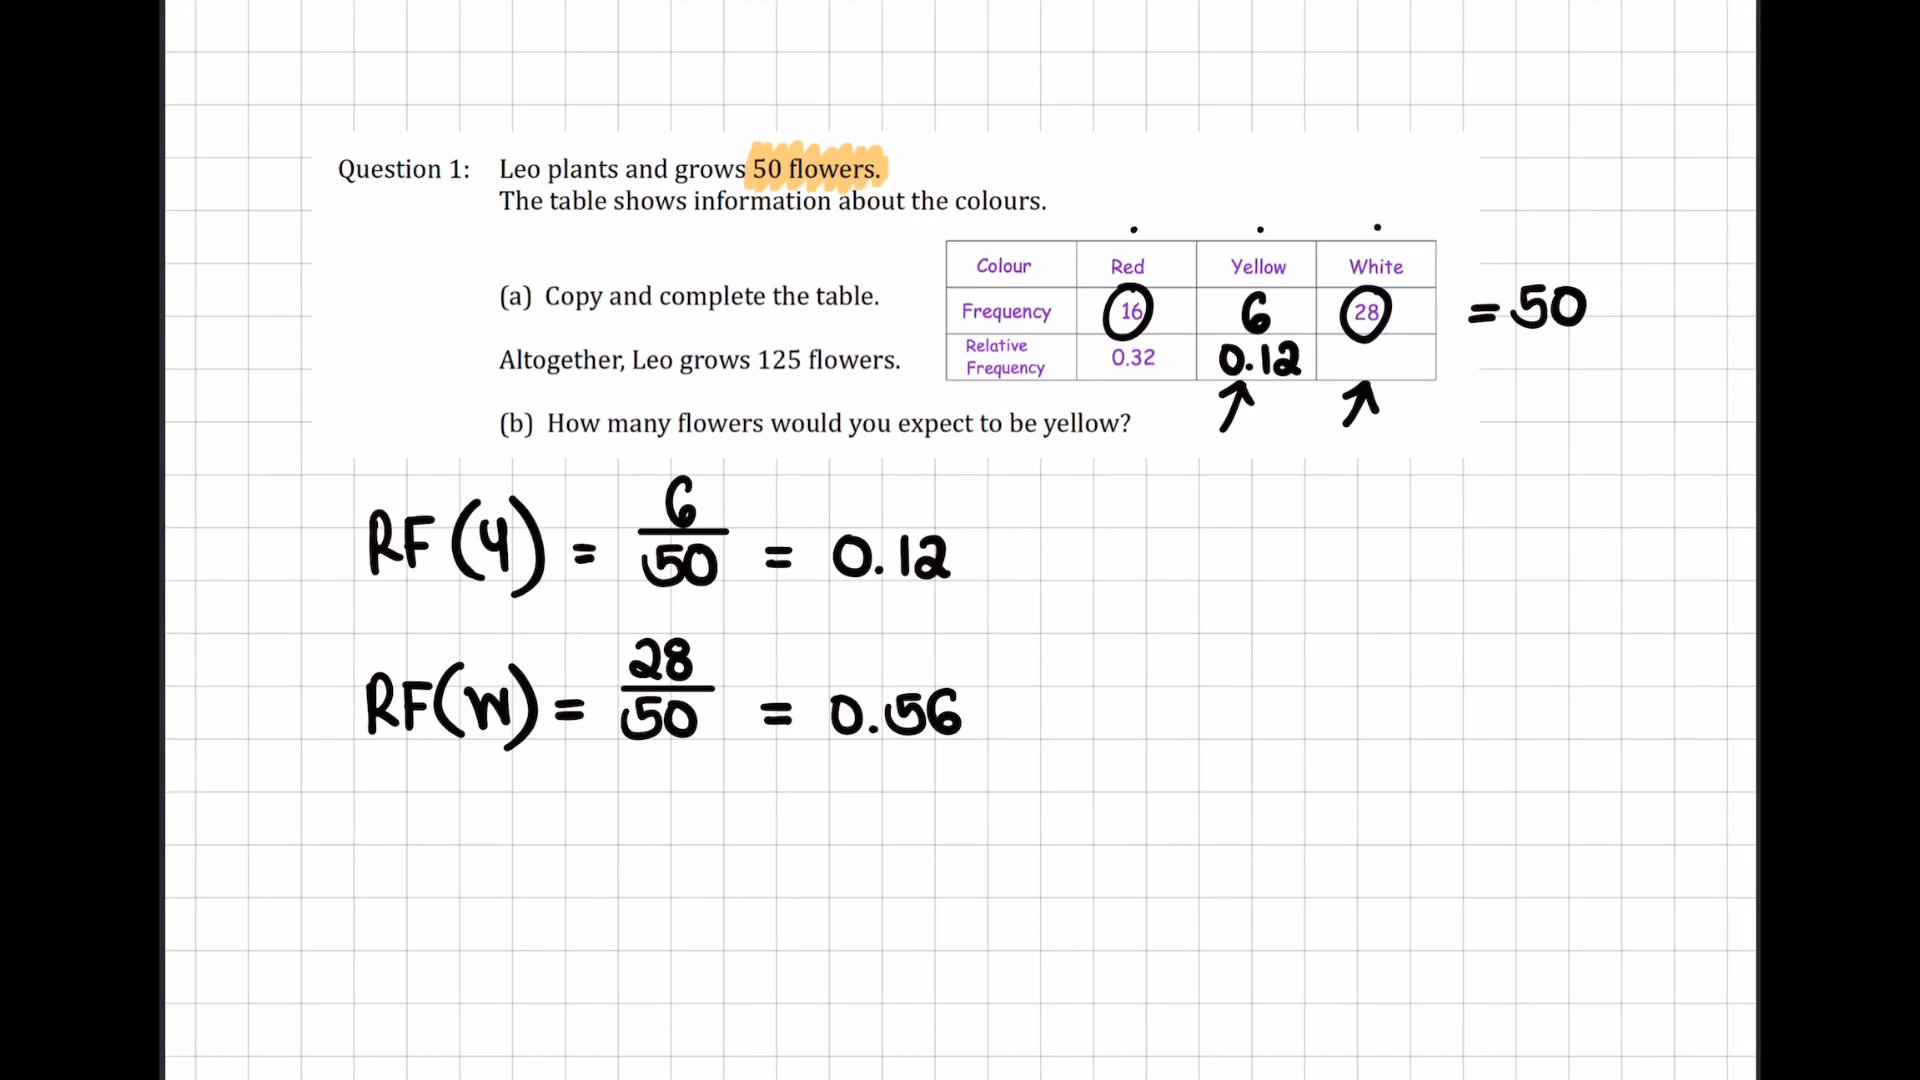 Question 1: Leo plants and grows 50 flowers.
The table shows information about the colours.
Colour Red Yellow White
(a) Copy and complete the table.
Frequency 16 6 28 = 50
Relative Frequency 0.32 0.12
Altogether, Leo grows 125 flowers.
(b) How many flowers would you expect to be yellow?
RF(Y) = 6/50 = 0.12
RF(W) = 28/50 = 0.56